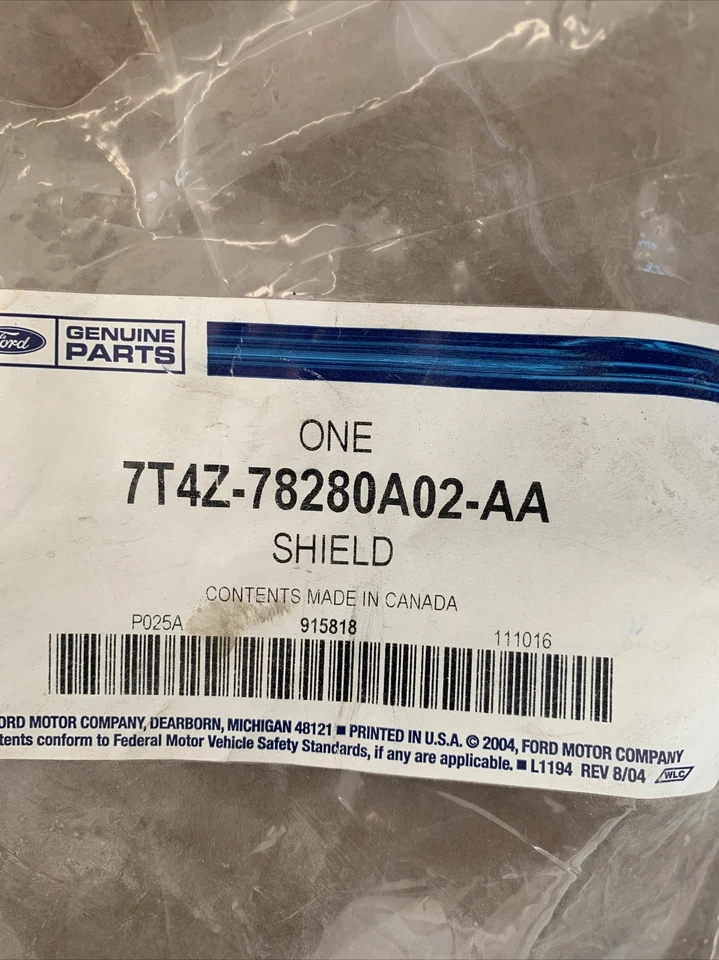 Ford GENUINE
PARTS
ONE
7T4Z-78280A02-AA
SHIELD
CONTENTS MADE IN CANADA
P025A 915818 111016
ORD MOTOR COMPANY, DEARBORN, MICHIGAN 48121 ■ PRINTED IN U.S.A. © 2004, FORD MOTOR COMPANY
tents conform to Federal Motor Vehicle Safety Standards, if any are applicable. ■ L1194 REV 8/04 WLC